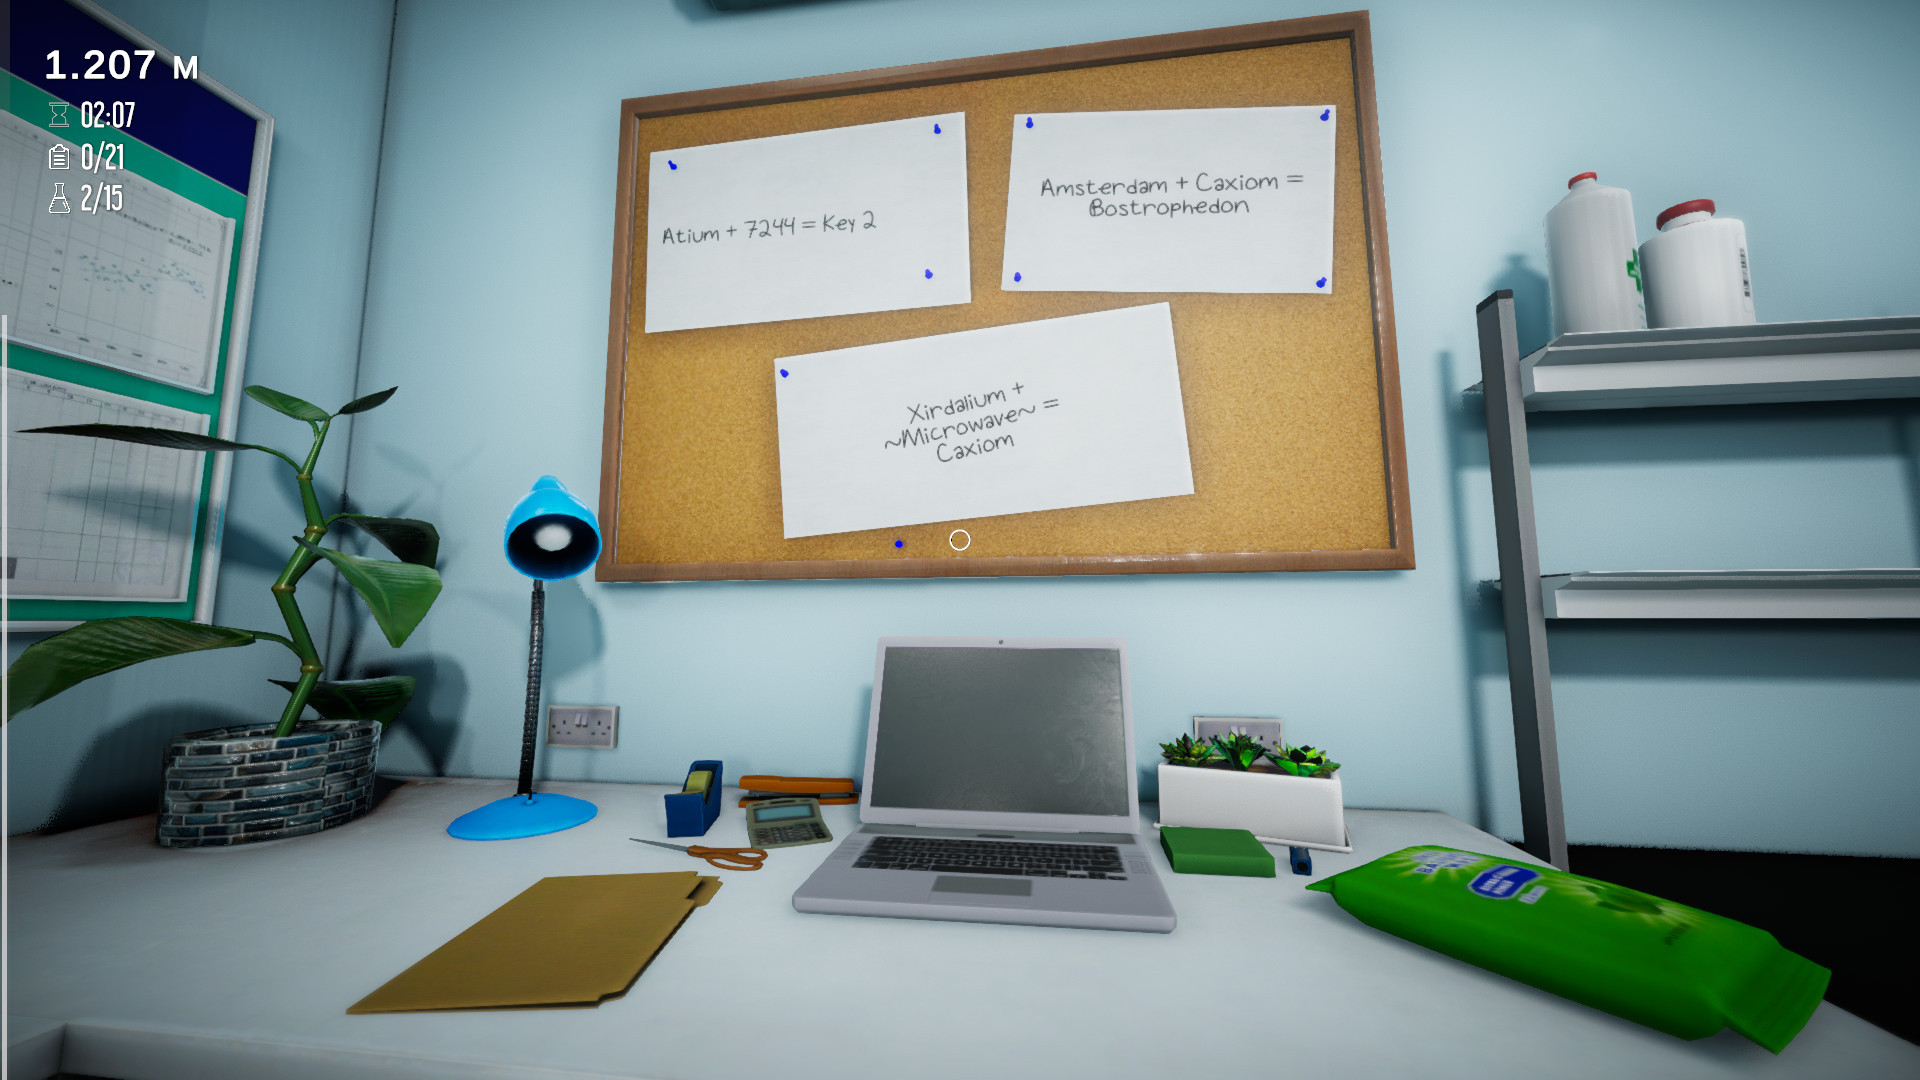 1.207 M
02:07
0/21
2/15
Atium + 7244 = Key 2
Amsterdam + Caxiom =
Bostrophedon
Xirdalium +
~Microwave~ =
Caxiom